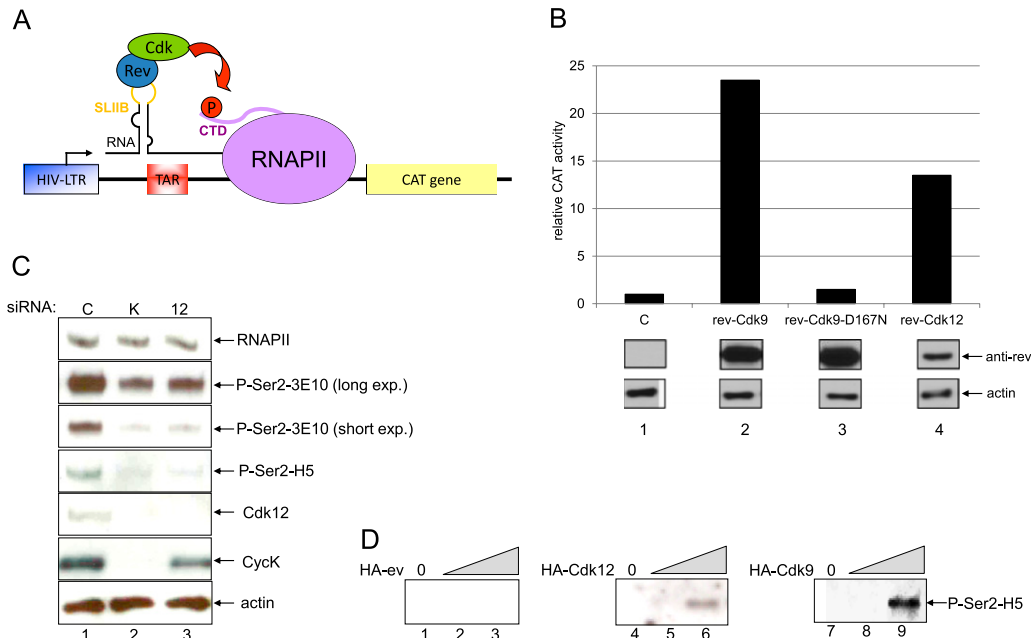 A
Cdk
Rev
SLIIB
P
CTD
RNA
RNAPII
HIV-LTR
TAR
CAT gene
B
relative CAT activity
25
20
15
10
5
0
C rev-Cdk9 rev-Cdk9-D167N rev-Cdk12
anti-rev
actin
1 2 3 4
C
siRNA: C K 12
RNAPII
P-Ser2-3E10 (long exp.)
P-Ser2-3E10 (short exp.)
P-Ser2-H5
Cdk12
CycK
actin
1 2 3
D
HA-ev 0
1 2 3
HA-Cdk12 0
4 5 6
HA-Cdk9 0
P-Ser2-H5
7 8 9